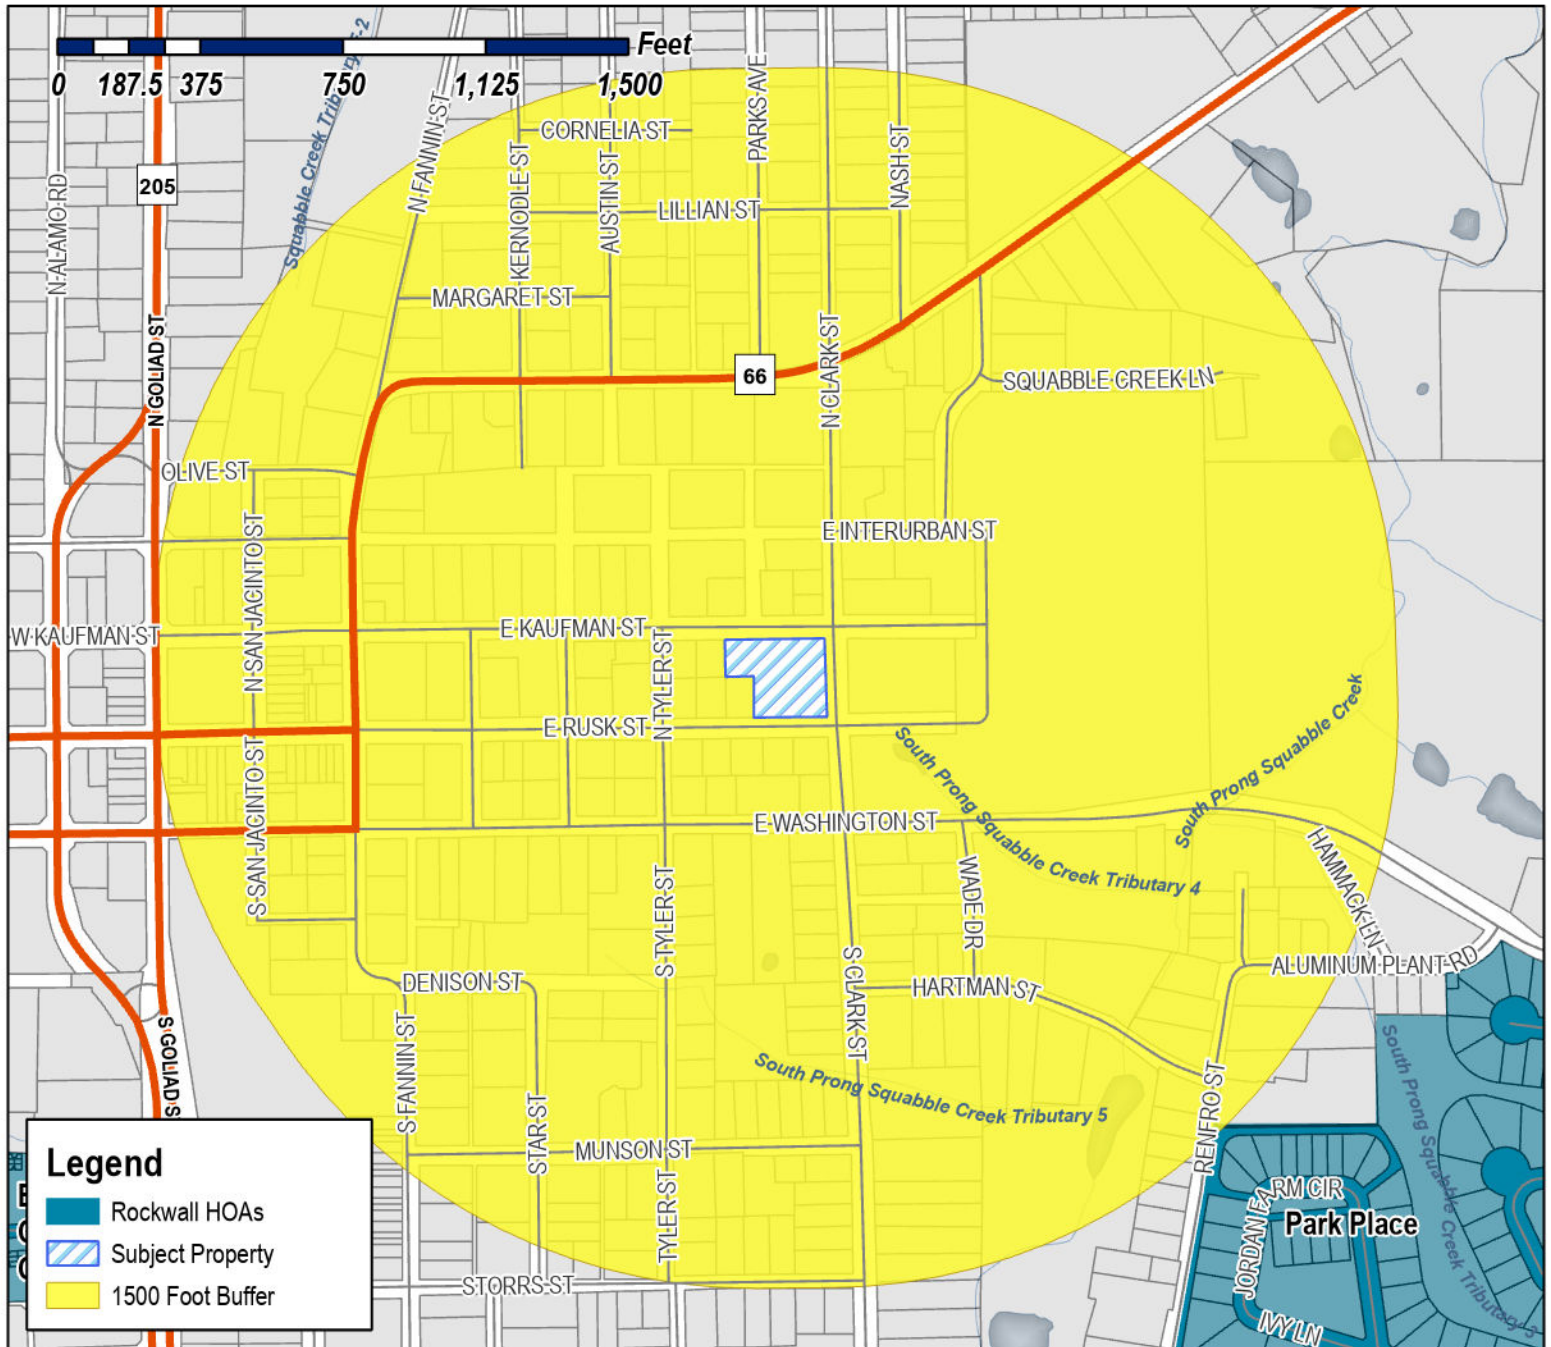 Feet
0 187.5 375 750 1,125 1,500
205
66
N ALAMO RD
N GOLIAD ST
N FANNIN ST
KERNODLE ST
AUSTIN ST
CORNELIA ST
PARKS AVE
NASH ST
LILLIAN ST
MARGARET ST
N CLARK ST
SQUABBLE CREEK LN
OLIVE ST
E INTERURBAN ST
N SAN JACINTO ST
W KAUFMAN ST
E KAUFMAN ST
N TYLER ST
E RUSK ST
South Prong Squabble Creek
South Prong Squabble Creek Tributary 4
S SAN JACINTO ST
E WASHINGTON ST
HAMMACK LN
WADE DR
S TYLER ST
S CLARK ST
DENISON ST
HARTMAN ST
ALUMINUM PLANT RD
S FANNIN ST
S GOLIAD S
South Prong Squabble Creek Tributary 5
South Prong Squabble Creek Tributary 3
RENFRO ST
STAR ST
MUNSON ST
TYLER ST
STORRS ST
JORDAN FARM CIR
Park Place
IVY LN
Legend
Rockwall HOAs
Subject Property
1500 Foot Buffer